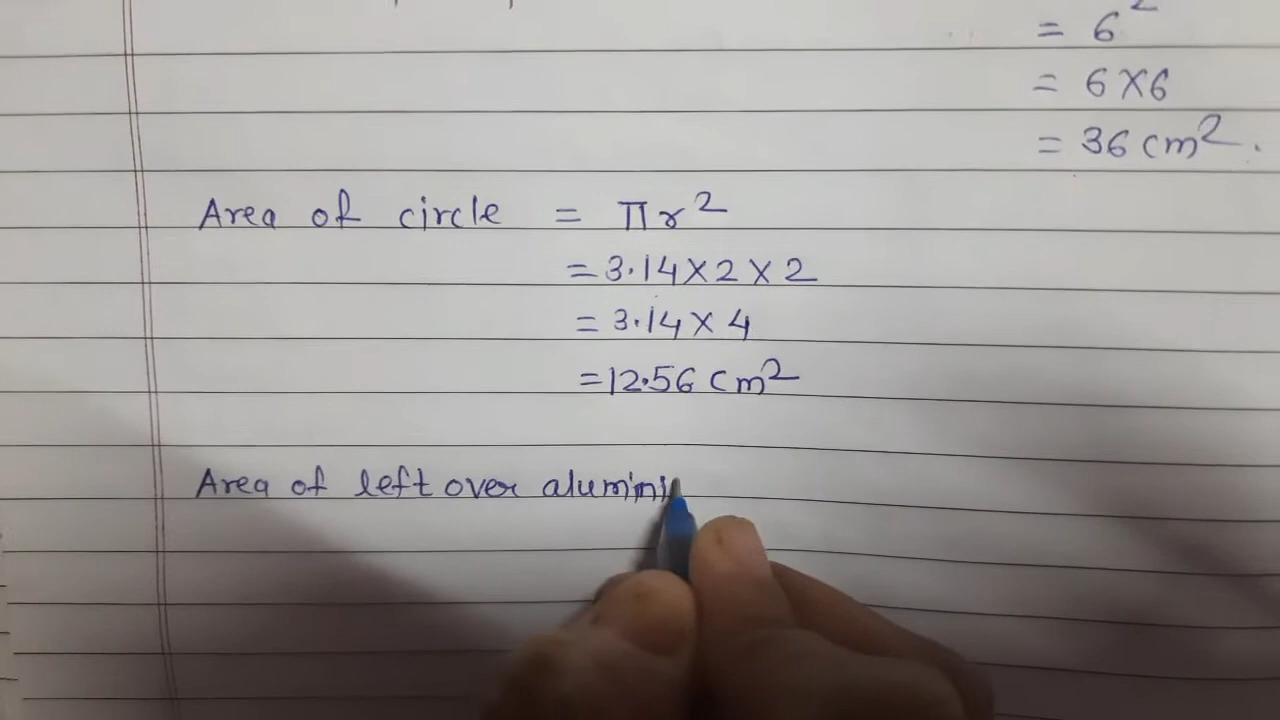 = 6²
= 6×6
= 36 cm².
Area of circle = πr²
= 3.14×2×2
= 3.14×4
= 12.56 cm²
Area of left over alumini